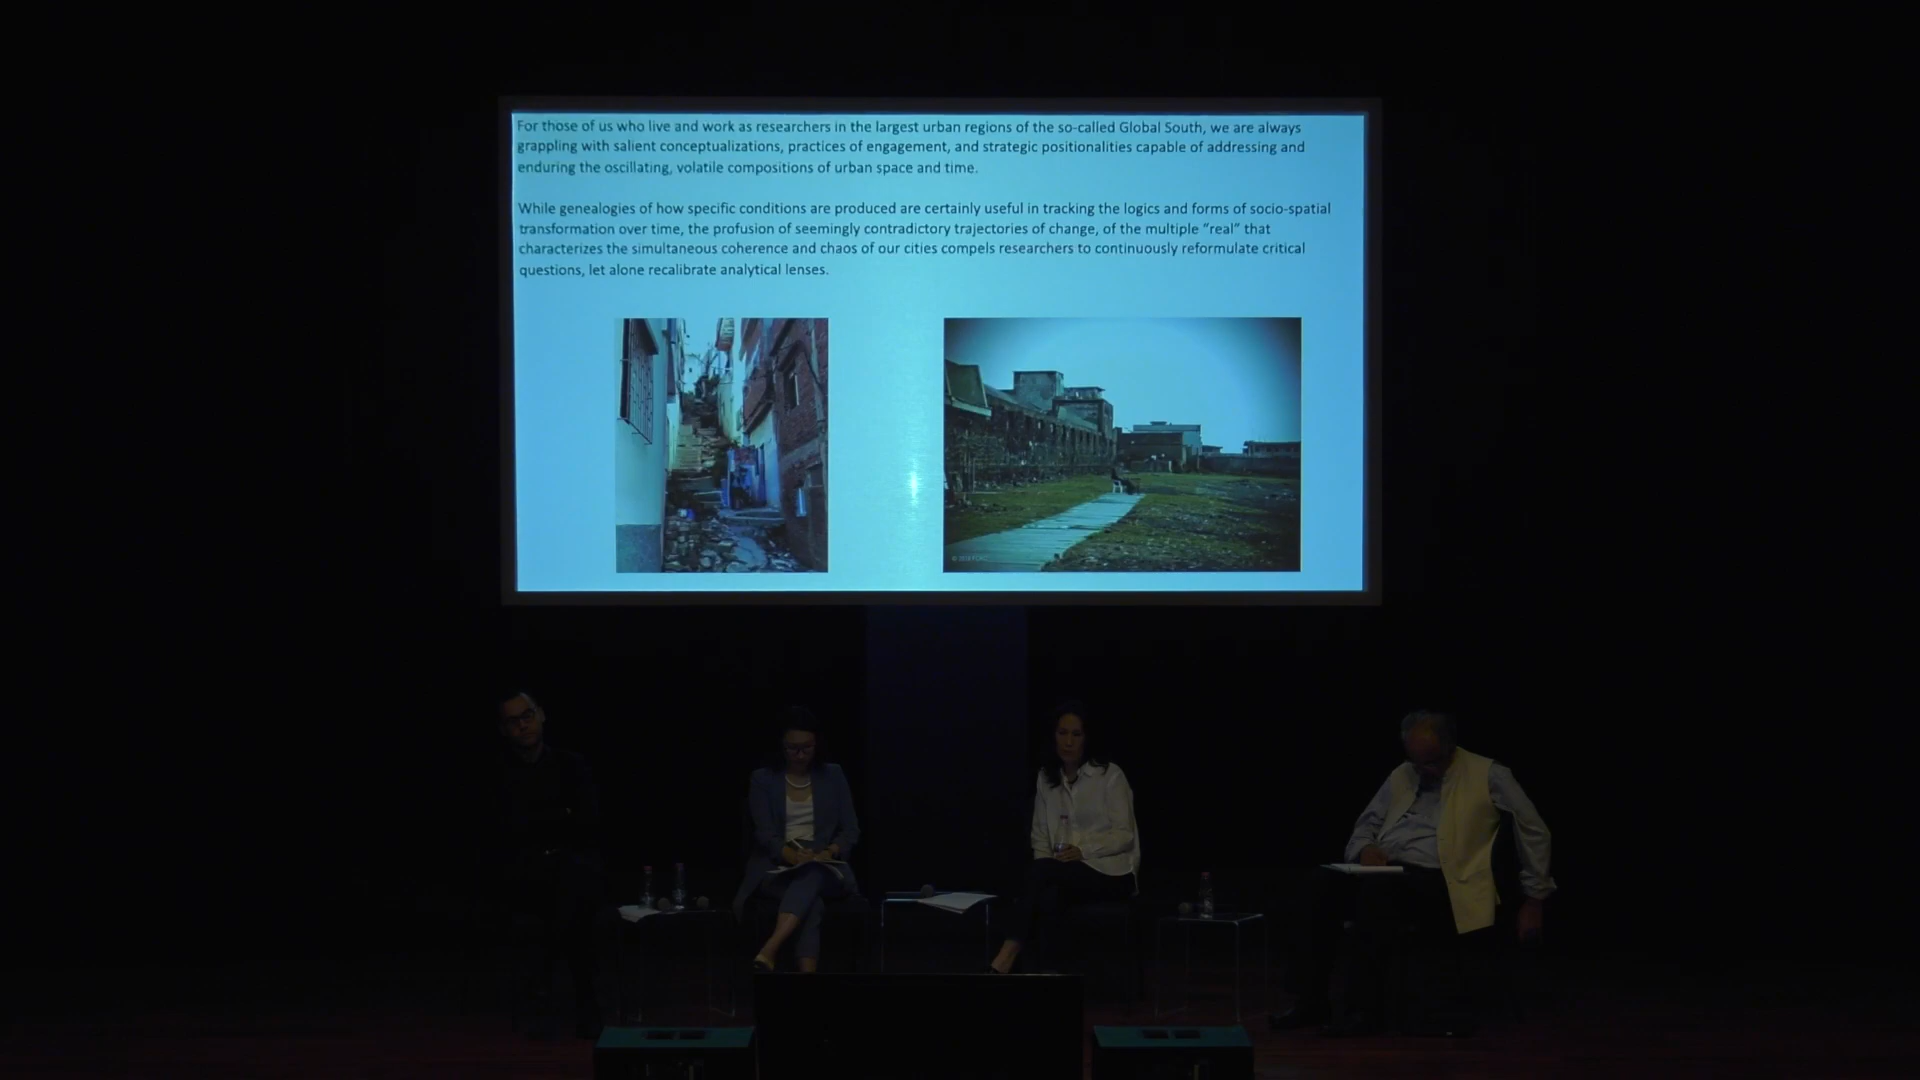 For those of us who live and work as researchers in the largest urban regions of the so-called Global South, we are always
grappling with salient conceptualizations, practices of engagement, and strategic positionalities capable of addressing and
enduring the oscillating, volatile compositions of urban space and time.
While genealogies of how specific conditions are produced are certainly useful in tracking the logics and forms of socio-spatial
transformation over time, the profusion of seemingly contradictory trajectories of change, of the multiple “real” that
characterizes the simultaneous coherence and chaos of our cities compels researchers to continuously reformulate critical
questions, let alone recalibrate analytical lenses.